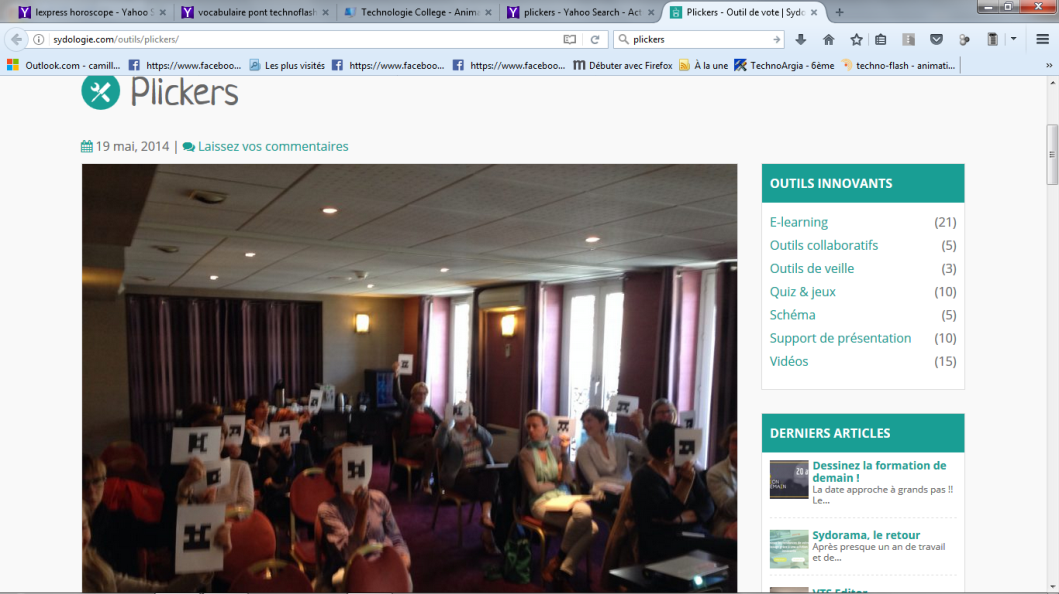 lexpress horoscope - Yahoo S
vocabulaire pont technoflash
Technologie College - Anima
plickers - Yahoo Search - Act
Plickers - Outil de vote | Sydo
sydologie.com/outils/plickers/
plickers
Outlook.com - camill...
https://www.faceboo...
Les plus visités
https://www.faceboo...
https://www.faceboo...
Débuter avec Firefox
À la une
TechnoArgia - 6ème
techno-flash - animati...
Plickers
19 mai, 2014 | Laissez vos commentaires
OUTILS INNOVANTS
E-learning (21)
Outils collaboratifs (5)
Outils de veille (3)
Quiz & jeux (10)
Schéma (5)
Support de présentation (10)
Vidéos (15)
DERNIERS ARTICLES
Dessinez la formation de
demain !
La date approche à grands pas !!
Le...
Sydorama, le retour
Après presque un an de travail
et de...
VTS Editor